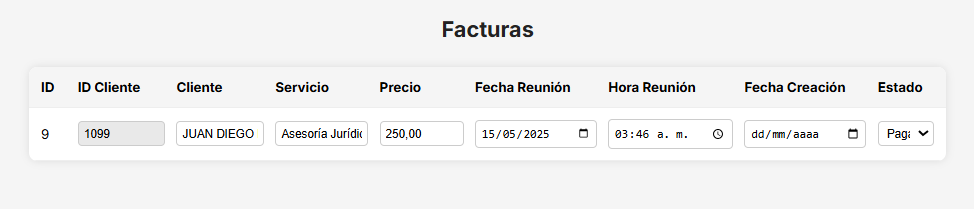 Facturas
ID ID Cliente Cliente Servicio Precio Fecha Reunión Hora Reunión Fecha Creación Estado
9 1099 JUAN DIEGO Asesoría Jurídic 250,00 15/05/2025 03:46 a. m. dd/mm/aaaa Paga